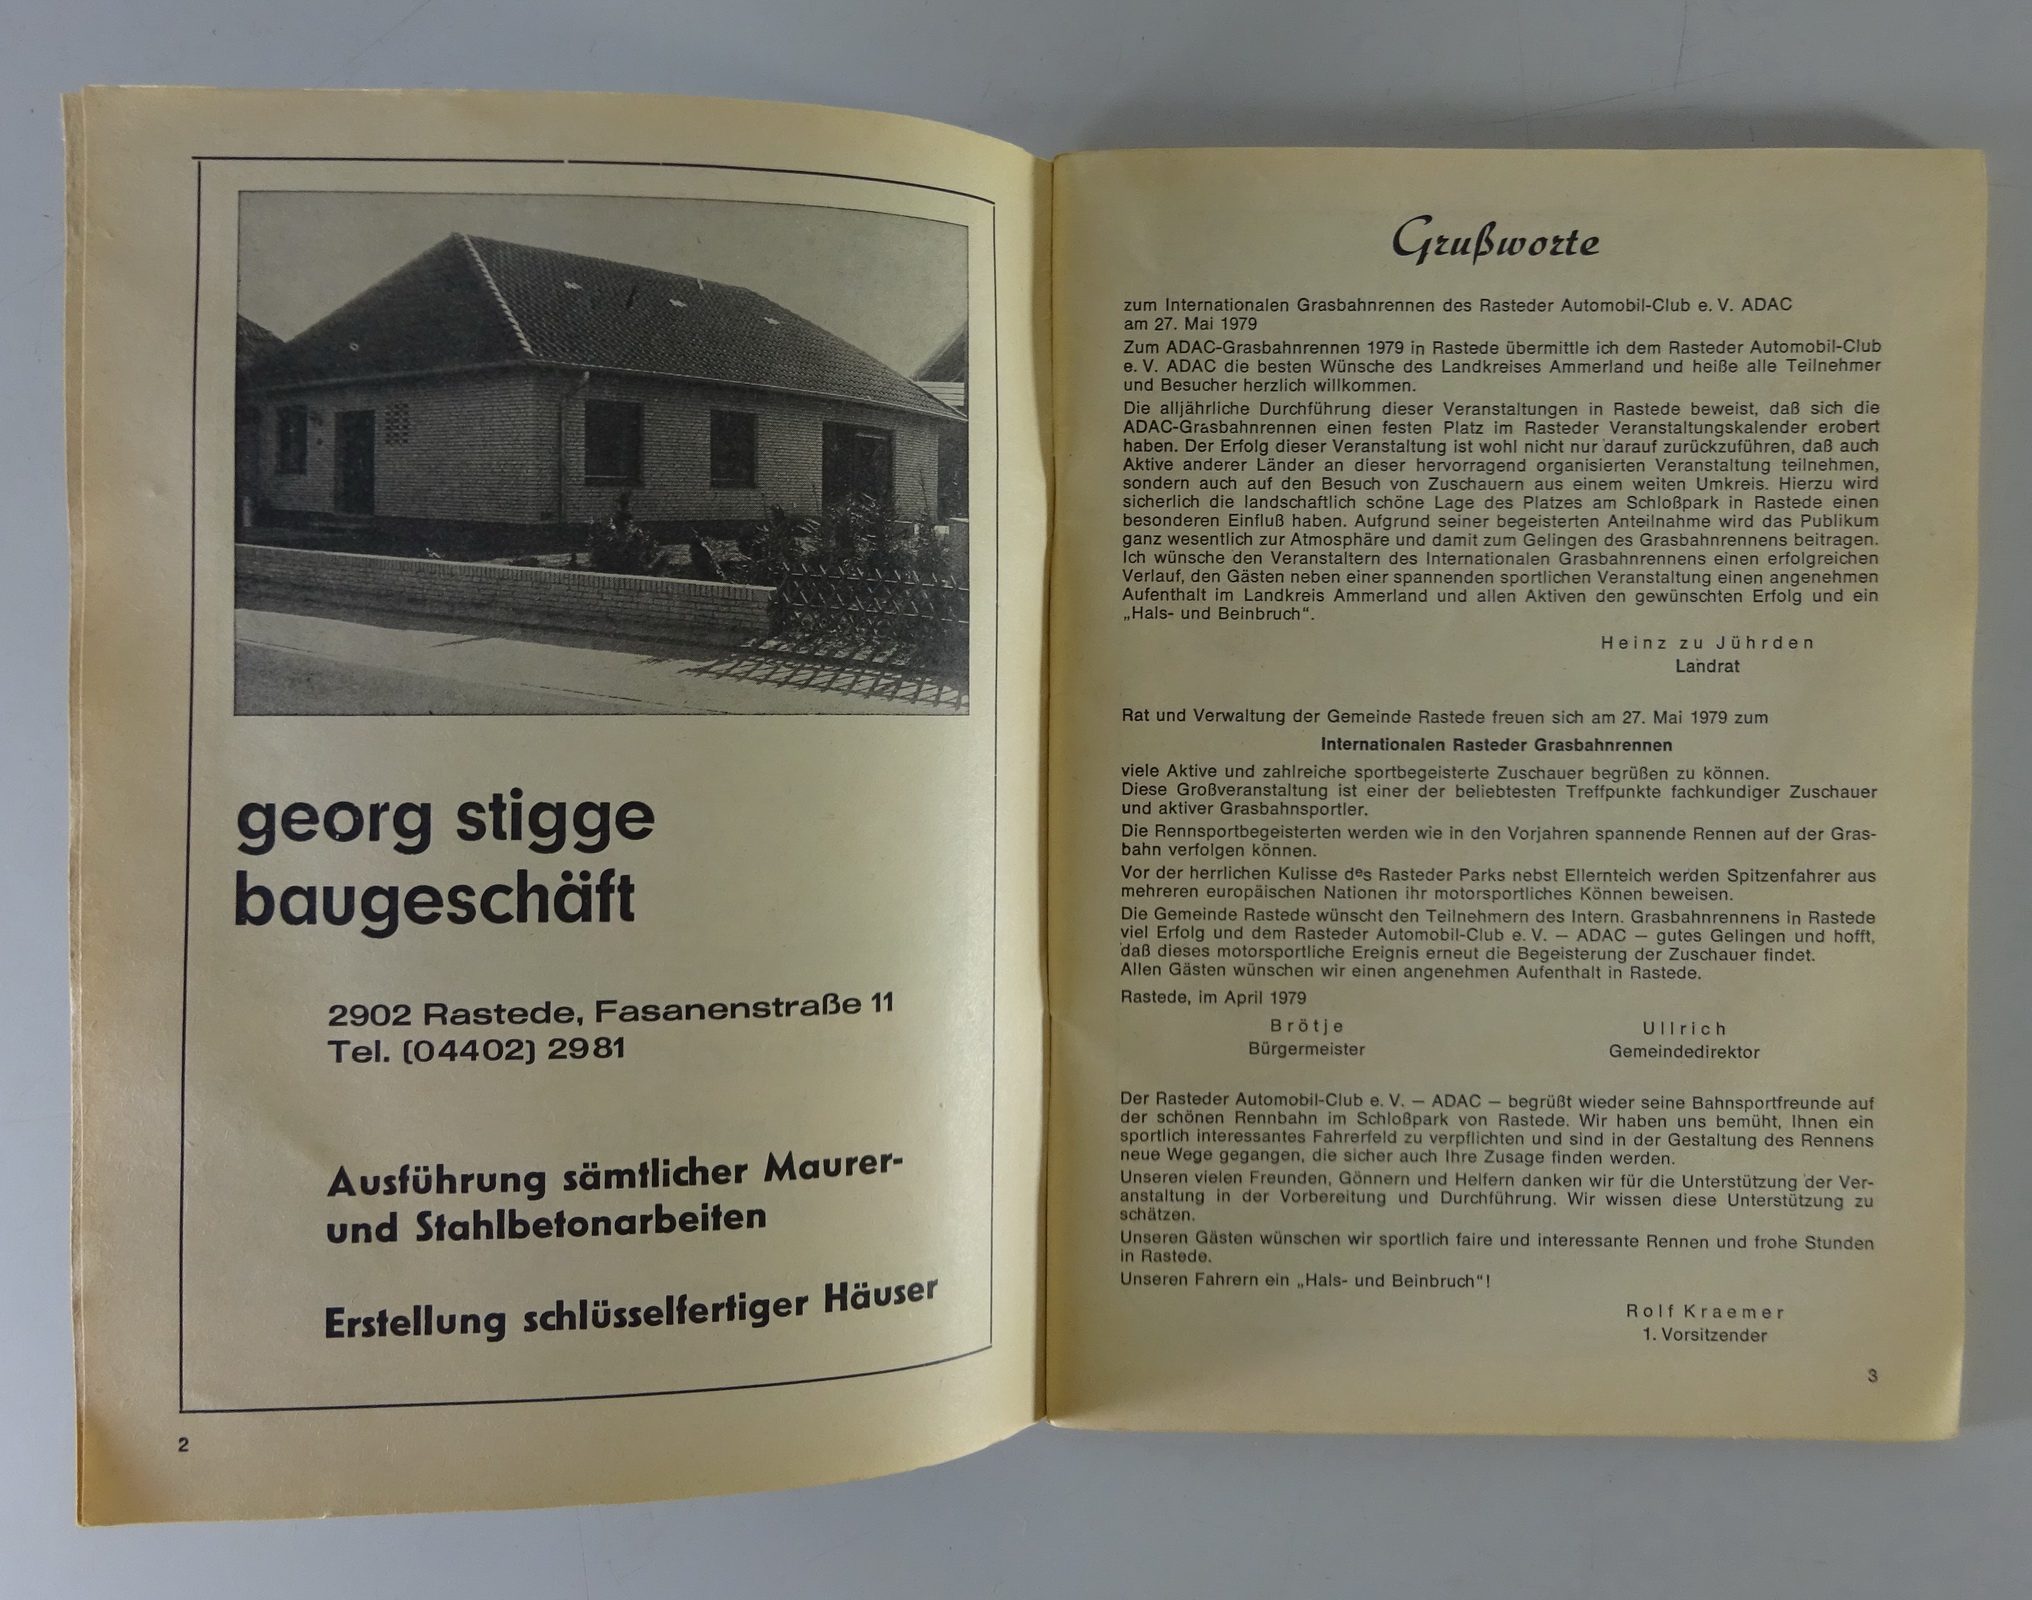 georg stigge
baugeschäft
2902 Rastede, Fasanenstraße 11
Tel. (04402) 2981
Ausführung sämtlicher Maurer-
und Stahlbetonarbeiten
Erstellung schlüsselfertiger Häuser
2
Grußworte
zum Internationalen Grasbahnrennen des Rasteder Automobil-Club e. V. ADAC
am 27. Mai 1979
Zum ADAC-Grasbahnrennen 1979 in Rastede übermittle ich dem Rasteder Automobil-Club
e. V. ADAC die besten Wünsche des Landkreises Ammerland und heiße alle Teilnehmer
und Besucher herzlich willkommen.
Die alljährliche Durchführung dieser Veranstaltungen in Rastede beweist, daß sich die
ADAC-Grasbahnrennen einen festen Platz im Rasteder Veranstaltungskalender erobert
haben. Der Erfolg dieser Veranstaltung ist wohl nicht nur darauf zurückzuführen, daß auch
Aktive anderer Länder an dieser hervorragend organisierten Veranstaltung teilnehmen,
sondern auch auf den Besuch von Zuschauern aus einem weiten Umkreis. Hierzu wird
sicherlich die landschaftlich schöne Lage des Platzes am Schloßpark in Rastede einen
besonderen Einfluß haben. Aufgrund seiner begeisterten Anteilnahme wird das Publikum
ganz wesentlich zur Atmosphäre und damit zum Gelingen des Grasbahnrennens beitragen.
Ich wünsche den Veranstaltern des Internationalen Grasbahnrennens einen erfolgreichen
Verlauf, den Gästen neben einer spannenden sportlichen Veranstaltung einen angenehmen
Aufenthalt im Landkreis Ammerland und allen Aktiven den gewünschten Erfolg und ein
„Hals- und Beinbruch“.
Heinz zu Jührden
Landrat
Rat und Verwaltung der Gemeinde Rastede freuen sich am 27. Mai 1979 zum
Internationalen Rasteder Grasbahnrennen
viele Aktive und zahlreiche sportbegeisterte Zuschauer begrüßen zu können.
Diese Großveranstaltung ist einer der beliebtesten Treffpunkte fachkundiger Zuschauer
und aktiver Grasbahnsportler.
Die Rennsportbegeisterten werden wie in den Vorjahren spannende Rennen auf der Gras-
bahn verfolgen können.
Vor der herrlichen Kulisse des Rasteder Parks nebst Ellernteich werden Spitzenfahrer aus
mehreren europäischen Nationen ihr motorsportliches Können beweisen.
Die Gemeinde Rastede wünscht den Teilnehmern des Intern. Grasbahnrennens in Rastede
viel Erfolg und dem Rasteder Automobil-Club e. V. – ADAC – gutes Gelingen und hofft,
daß dieses motorsportliche Ereignis erneut die Begeisterung der Zuschauer findet.
Allen Gästen wünschen wir einen angenehmen Aufenthalt in Rastede.
Rastede, im April 1979
Brötje Ullrich
Bürgermeister Gemeindedirektor
Der Rasteder Automobil-Club e. V. – ADAC – begrüßt wieder seine Bahnsportfreunde auf
der schönen Rennbahn im Schloßpark von Rastede. Wir haben uns bemüht, Ihnen ein
sportlich interessantes Fahrerfeld zu verpflichten und sind in der Gestaltung des Rennens
neue Wege gegangen, die sicher auch Ihre Zusage finden werden.
Unseren vielen Freunden, Gönnern und Helfern danken wir für die Unterstützung der Ver-
anstaltung in der Vorbereitung und Durchführung. Wir wissen diese Unterstützung zu
schätzen.
Unseren Gästen wünschen wir sportlich faire und interessante Rennen und frohe Stunden
in Rastede.
Unseren Fahrern ein „Hals- und Beinbruch“!
Rolf Kraemer
1. Vorsitzender
3